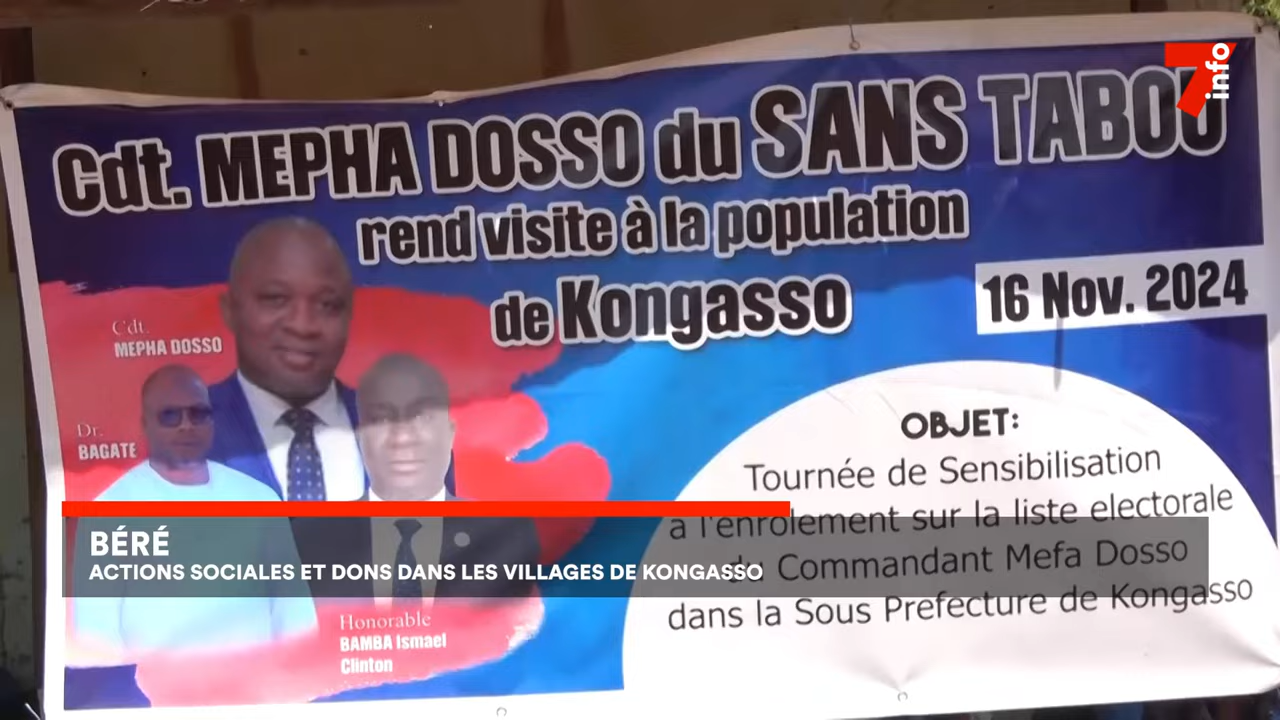 7info
Cdt. MEPHA DOSSO du SANS TABOU
rend visite à la population
de Kongasso
16 Nov. 2024
Cdt.
MEPHA DOSSO
Dr.
BAGATE
Honorable
BAMBA Ismael
Clinton
OBJET:
Tournée de Sensibilisation
a l'enrolement sur la liste electorale
du Commandant Mefa Dosso
dans la Sous Prefecture de Kongasso
BÉRÉ
ACTIONS SOCIALES ET DONS DANS LES VILLAGES DE KONGASSO